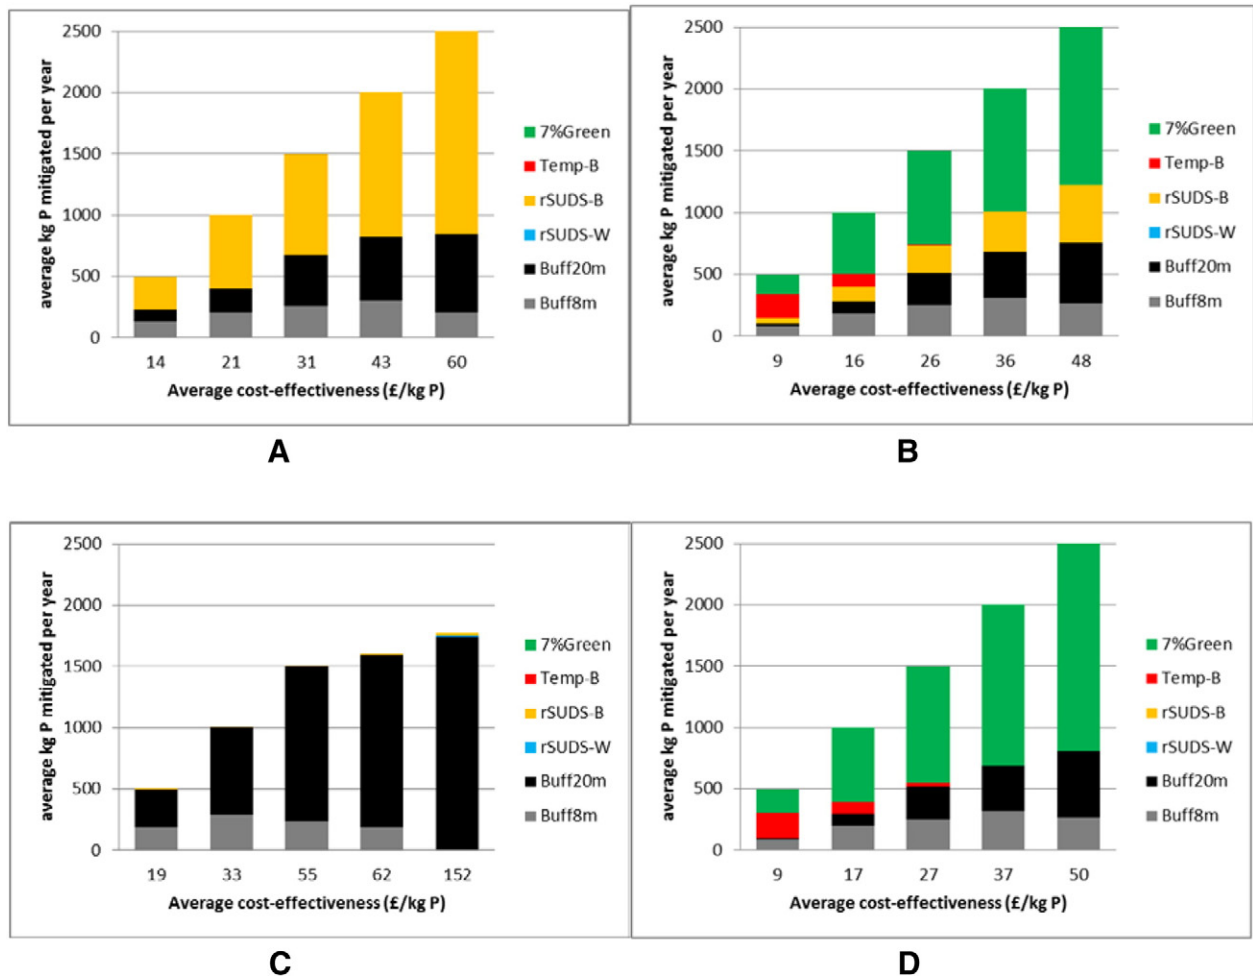 average kg P mitigated per year
2500
2000
1500
1000
500
0
14 21 31 43 60
Average cost-effectiveness (£/kg P)
7%Green
Temp-B
rSUDS-B
rSUDS-W
Buff20m
Buff8m
A
average kg P mitigated per year
2500
2000
1500
1000
500
0
9 16 26 36 48
Average cost-effectiveness (£/kg P)
7%Green
Temp-B
rSUDS-B
rSUDS-W
Buff20m
Buff8m
B
average kg P mitigated per year
2500
2000
1500
1000
500
0
19 33 55 62 152
Average cost-effectiveness (£/kg P)
7%Green
Temp-B
rSUDS-B
rSUDS-W
Buff20m
Buff8m
C
average kg P mitigated per year
2500
2000
1500
1000
500
0
9 17 27 37 50
Average cost-effectiveness (£/kg P)
7%Green
Temp-B
rSUDS-B
rSUDS-W
Buff20m
Buff8m
D